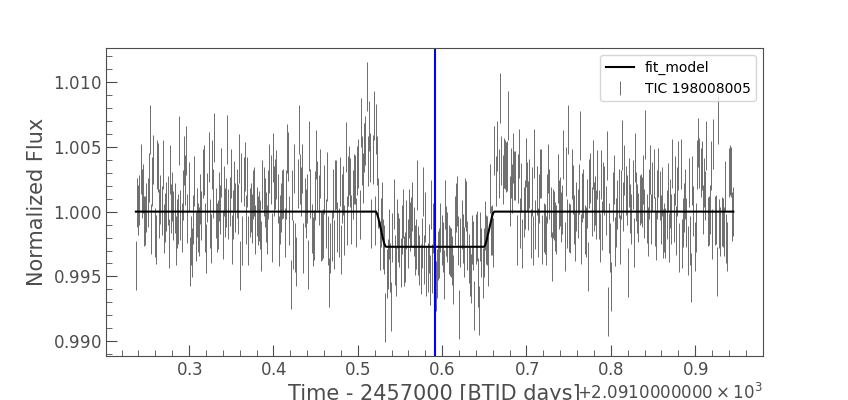 fit_model
TIC 198008005
1.010
1.005
1.000
0.995
0.990
Normalized Flux
0.3 0.4 0.5 0.6 0.7 0.8 0.9
Time - 2457000 [BTJD days]
+2.0910000000 × 10³